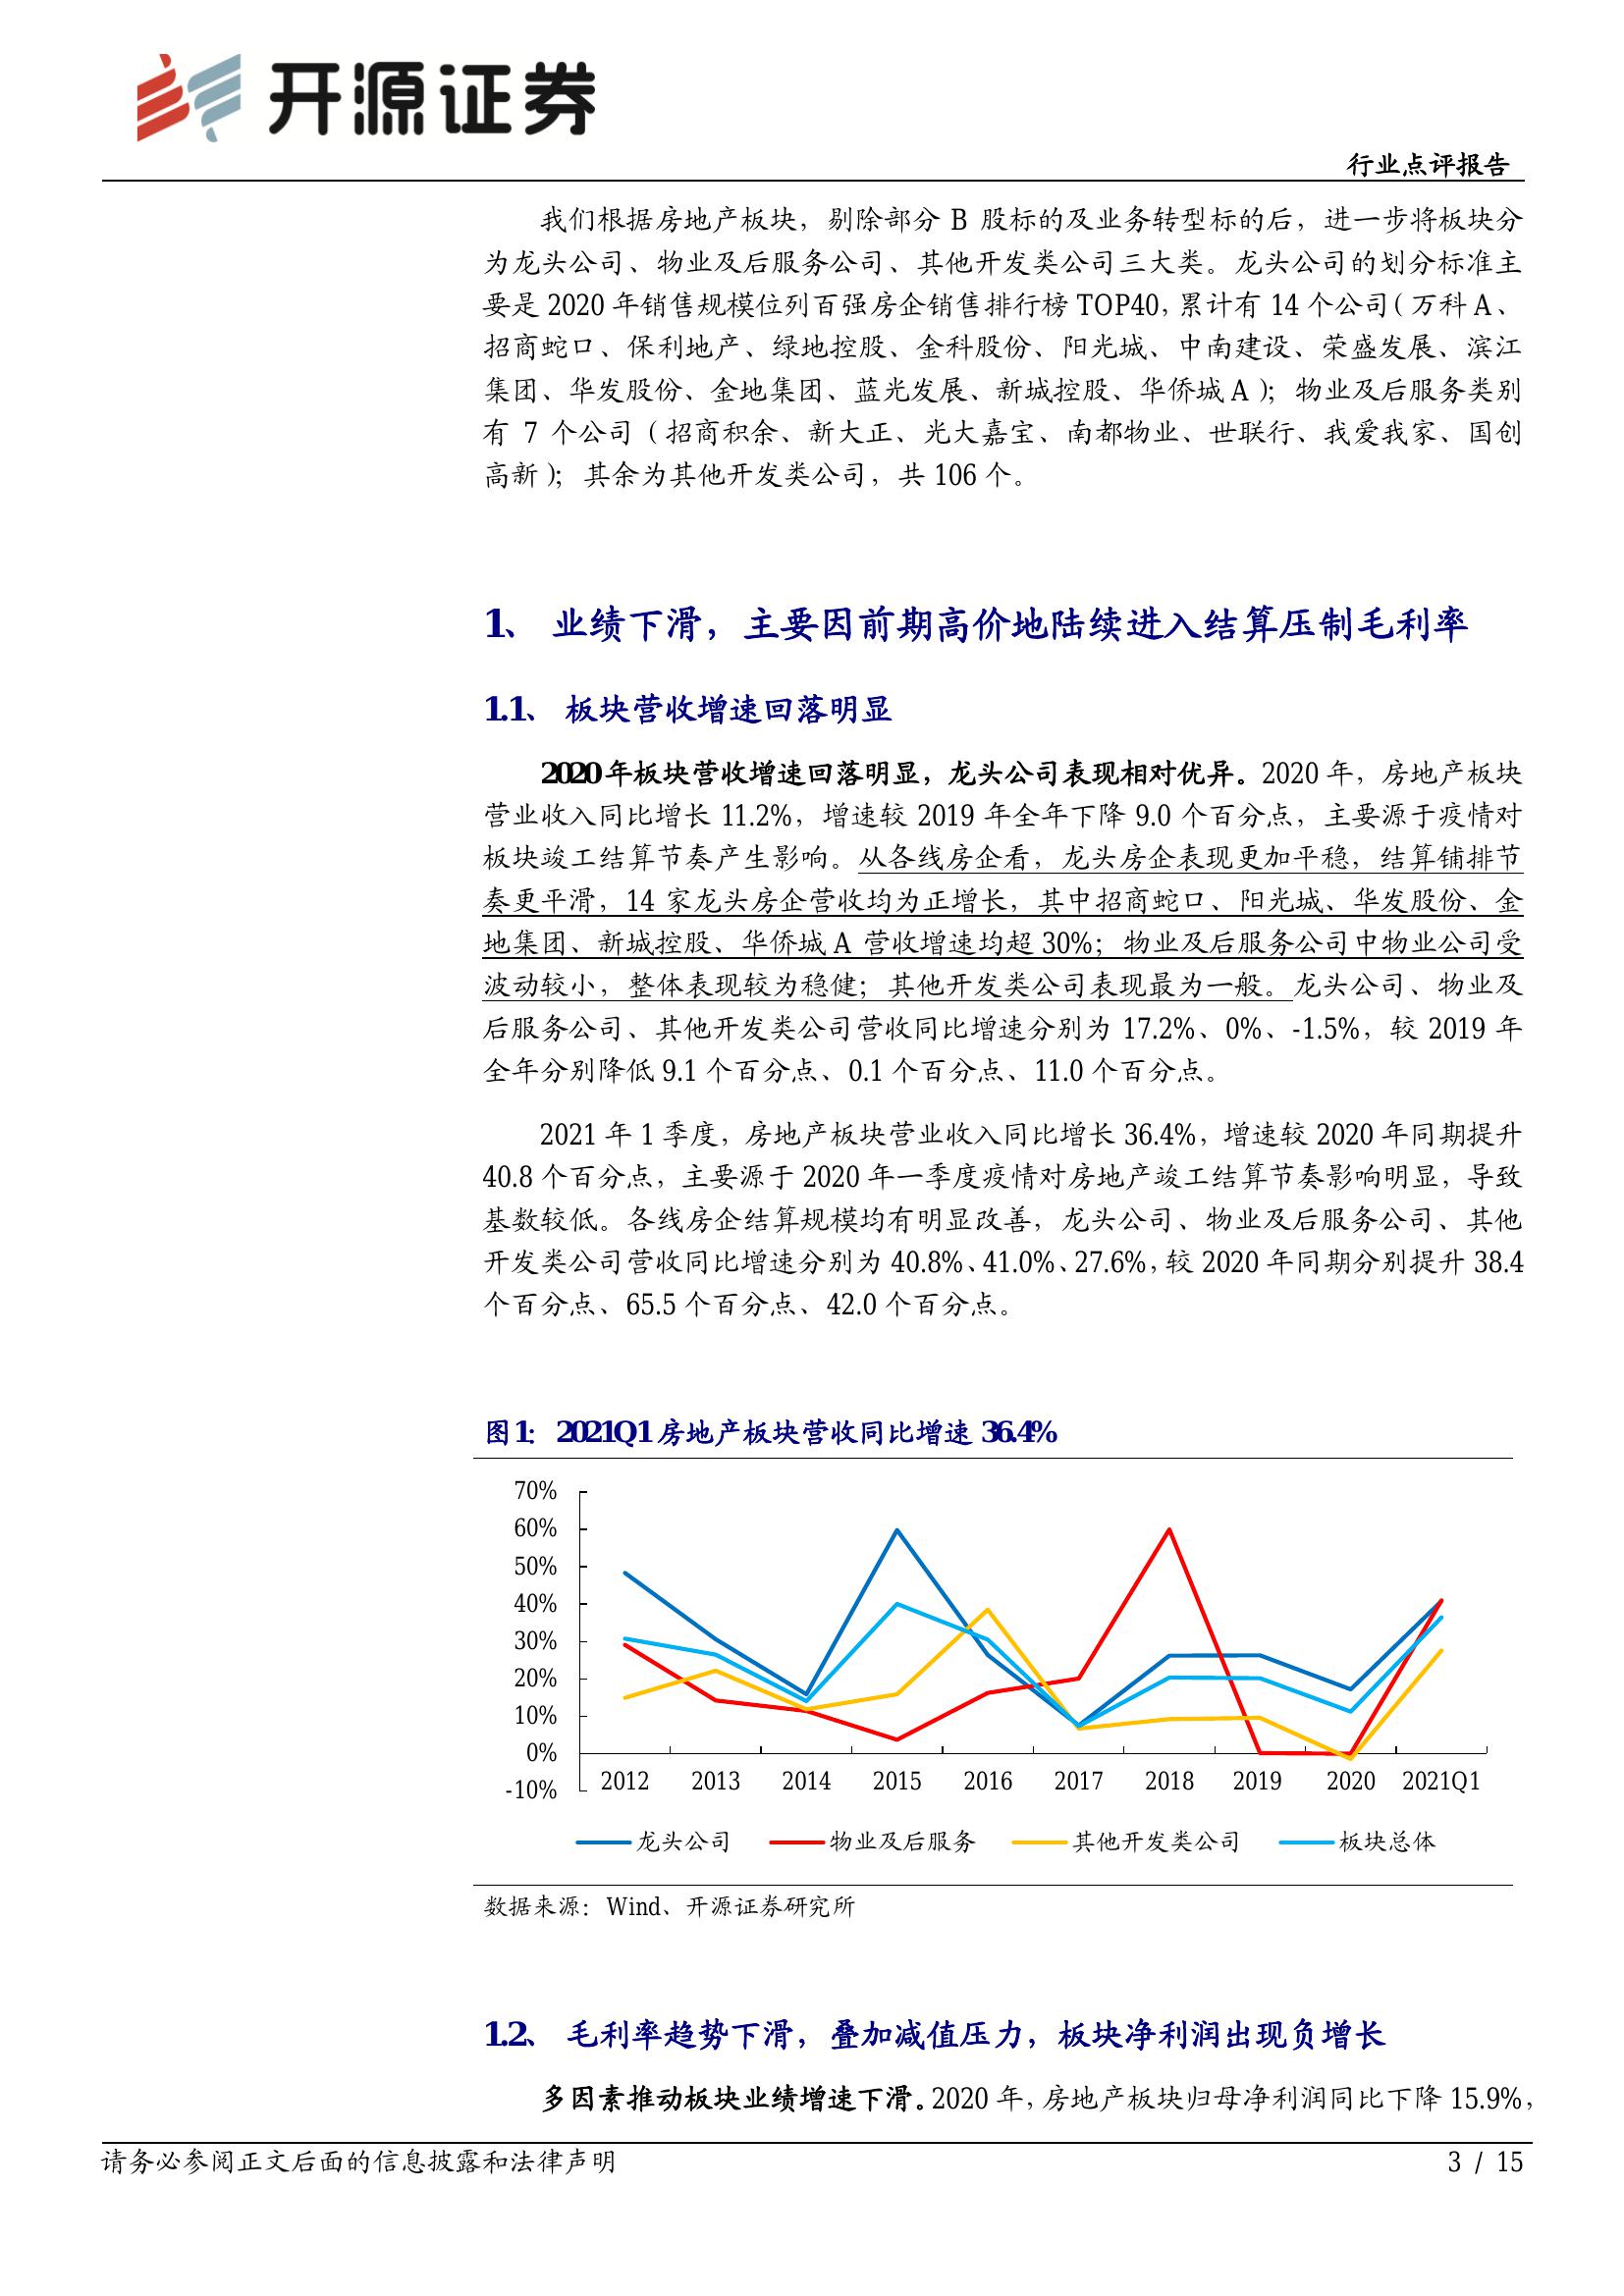 开源证券
行业点评报告
我们根据房地产板块，剔除部分 B 股标的及业务转型标的后，进一步将板块分
为龙头公司、物业及后服务公司、其他开发类公司三大类。龙头公司的划分标准主
要是 2020 年销售规模位列百强房企销售排行榜 TOP40，累计有 14 个公司（万科 A、
招商蛇口、保利地产、绿地控股、金科股份、阳光城、中南建设、荣盛发展、滨江
集团、华发股份、金地集团、蓝光发展、新城控股、华侨城 A）；物业及后服务类别
有 7 个公司（招商积余、新大正、光大嘉宝、南都物业、世联行、我爱我家、国创
高新）；其余为其他开发类公司，共 106 个。
1、 业绩下滑，主要因前期高价地陆续进入结算压制毛利率
1.1、 板块营收增速回落明显
2020 年板块营收增速回落明显，龙头公司表现相对优异。2020 年，房地产板块
营业收入同比增长 11.2%，增速较 2019 年全年下降 9.0 个百分点，主要源于疫情对
板块竣工结算节奏产生影响。从各线房企看，龙头房企表现更加平稳，结算铺排节
奏更平滑，14 家龙头房企营收均为正增长，其中招商蛇口、阳光城、华发股份、金
地集团、新城控股、华侨城 A 营收增速均超 30%；物业及后服务公司中物业公司受
波动较小，整体表现较为稳健；其他开发类公司表现最为一般。龙头公司、物业及
后服务公司、其他开发类公司营收同比增速分别为 17.2%、0%、-1.5%，较 2019 年
全年分别降低 9.1 个百分点、0.1 个百分点、11.0 个百分点。
2021 年 1 季度，房地产板块营业收入同比增长 36.4%，增速较 2020 年同期提升
40.8 个百分点，主要源于 2020 年一季度疫情对房地产竣工结算节奏影响明显，导致
基数较低。各线房企结算规模均有明显改善，龙头公司、物业及后服务公司、其他
开发类公司营收同比增速分别为 40.8%、41.0%、27.6%，较 2020 年同期分别提升 38.4
个百分点、65.5 个百分点、42.0 个百分点。
图 1： 2021Q1 房地产板块营收同比增速 36.4%
70%
60%
50%
40%
30%
20%
10%
0%
-10%
2012 2013 2014 2015 2016 2017 2018 2019 2020 2021Q1
龙头公司 物业及后服务 其他开发类公司 板块总体
数据来源：Wind、开源证券研究所
1.2、 毛利率趋势下滑，叠加减值压力，板块净利润出现负增长
多因素推动板块业绩增速下滑。2020 年，房地产板块归母净利润同比下降 15.9%，
请务必参阅正文后面的信息披露和法律声明
3 / 15